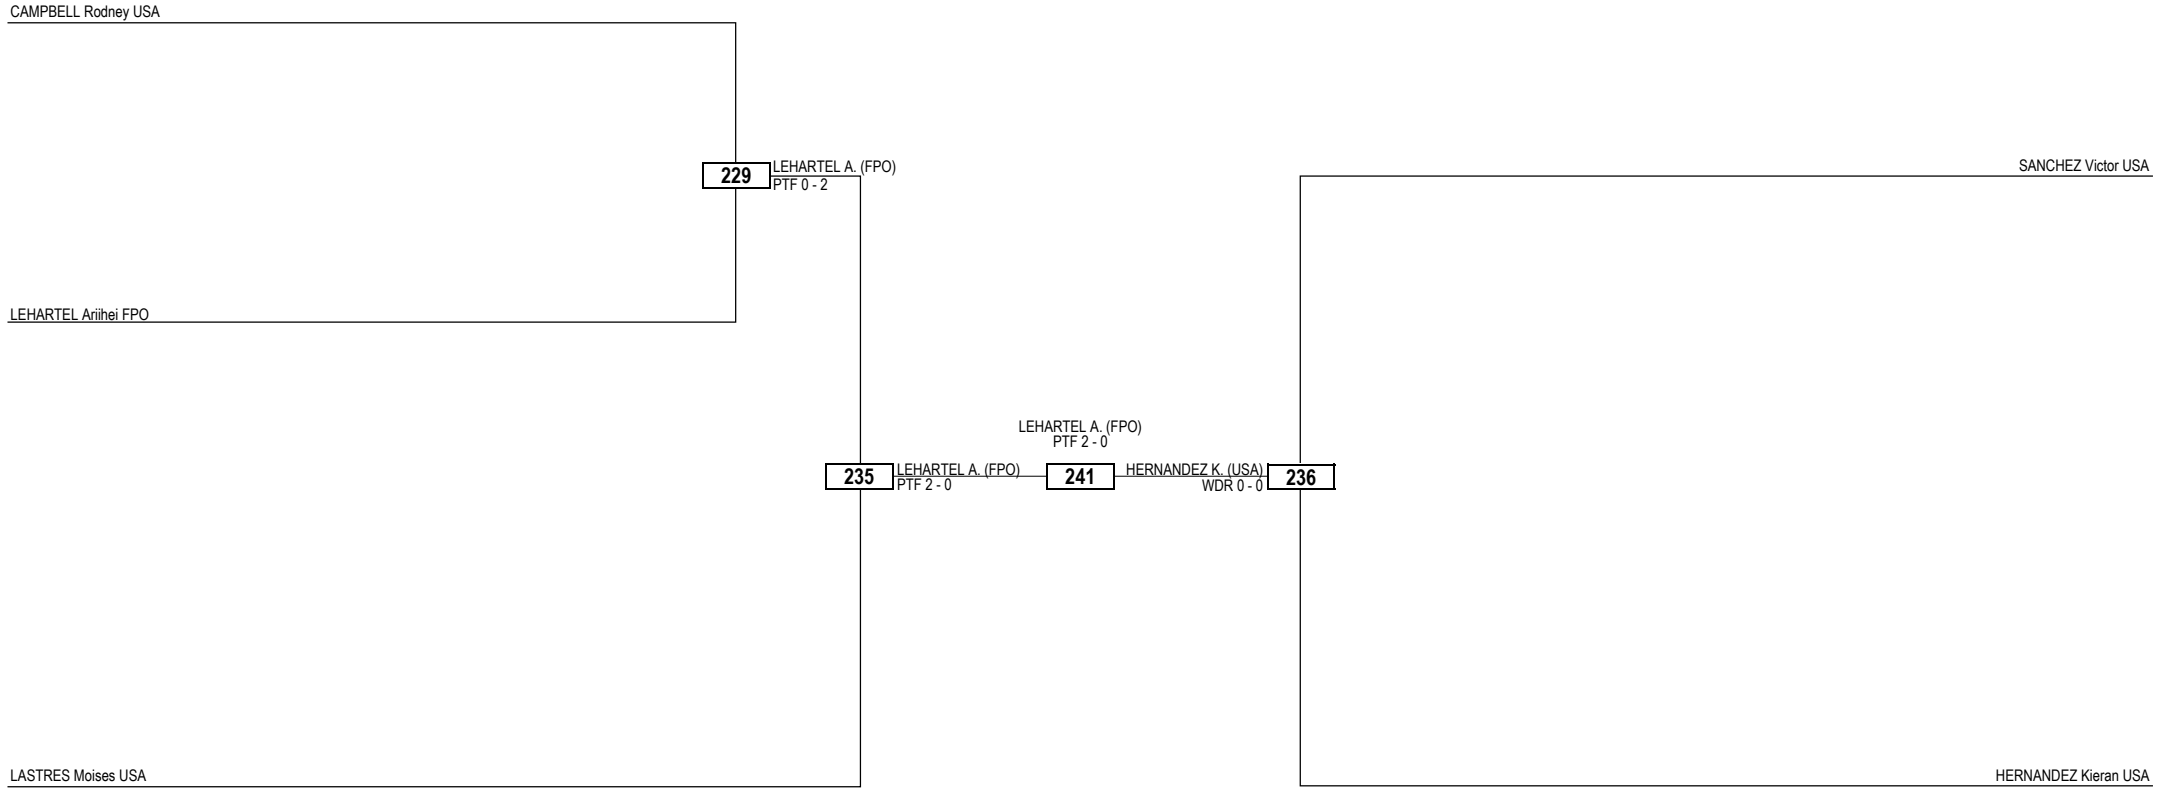 CAMPBELL Rodney USA
229
LEHARTEL A. (FPO)
PTF 0 - 2
SANCHEZ Victor USA
LEHARTEL Ariihei FPO
LEHARTEL A. (FPO)
PTF 2 - 0
235
LEHARTEL A. (FPO)
PTF 2 - 0
241
HERNANDEZ K. (USA)
WDR 0 - 0
236
LASTRES Moises USA
HERNANDEZ Kieran USA